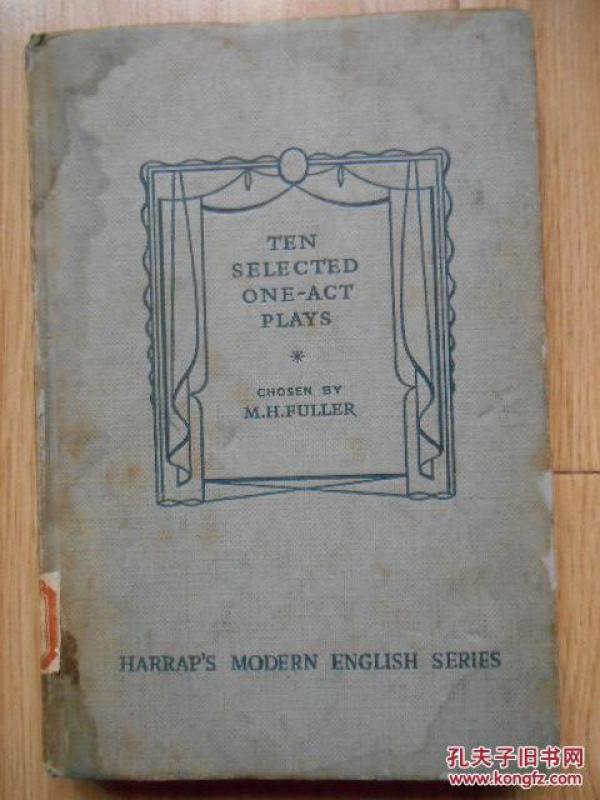 TEN
SELECTED
ONE-ACT
PLAYS
*
CHOSEN BY
M.H.FULLER
HARRAP'S MODERN ENGLISH SERIES
孔夫子旧书网
www.kongfz.com